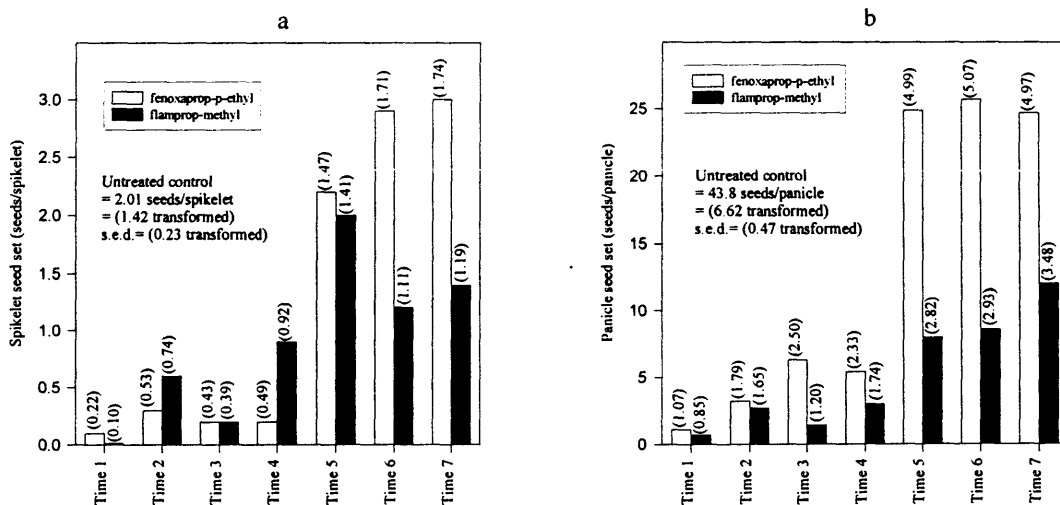 a
Spikelet seed set (seeds/spikelet)
3.0
2.5
2.0
1.5
1.0
0.5
0.0
fenoxaprop-p-ethyl
flamprop-methyl
Untreated control
= 2.01 seeds/spikelet
= (1.42 transformed)
s.e.d.= (0.23 transformed)
(0.22)
(0.10)
(0.53)
(0.74)
(0.43)
(0.39)
(0.49)
(0.92)
(1.47)
(1.41)
(1.71)
(1.11)
(1.74)
(1.19)
Time 1
Time 2
Time 3
Time 4
Time 5
Time 6
Time 7
b
Panicle seed set (seeds/panicle)
25
20
15
10
5
0
fenoxaprop-p-ethyl
flamprop-methyl
Untreated control
= 43.8 seeds/panicle
= (6.62 transformed)
s.e.d.= (0.47 transformed)
(1.07)
(0.85)
(1.79)
(1.65)
(2.50)
(1.20)
(2.33)
(1.74)
(4.99)
(2.82)
(5.07)
(2.93)
(4.97)
(3.48)
Time 1
Time 2
Time 3
Time 4
Time 5
Time 6
Time 7